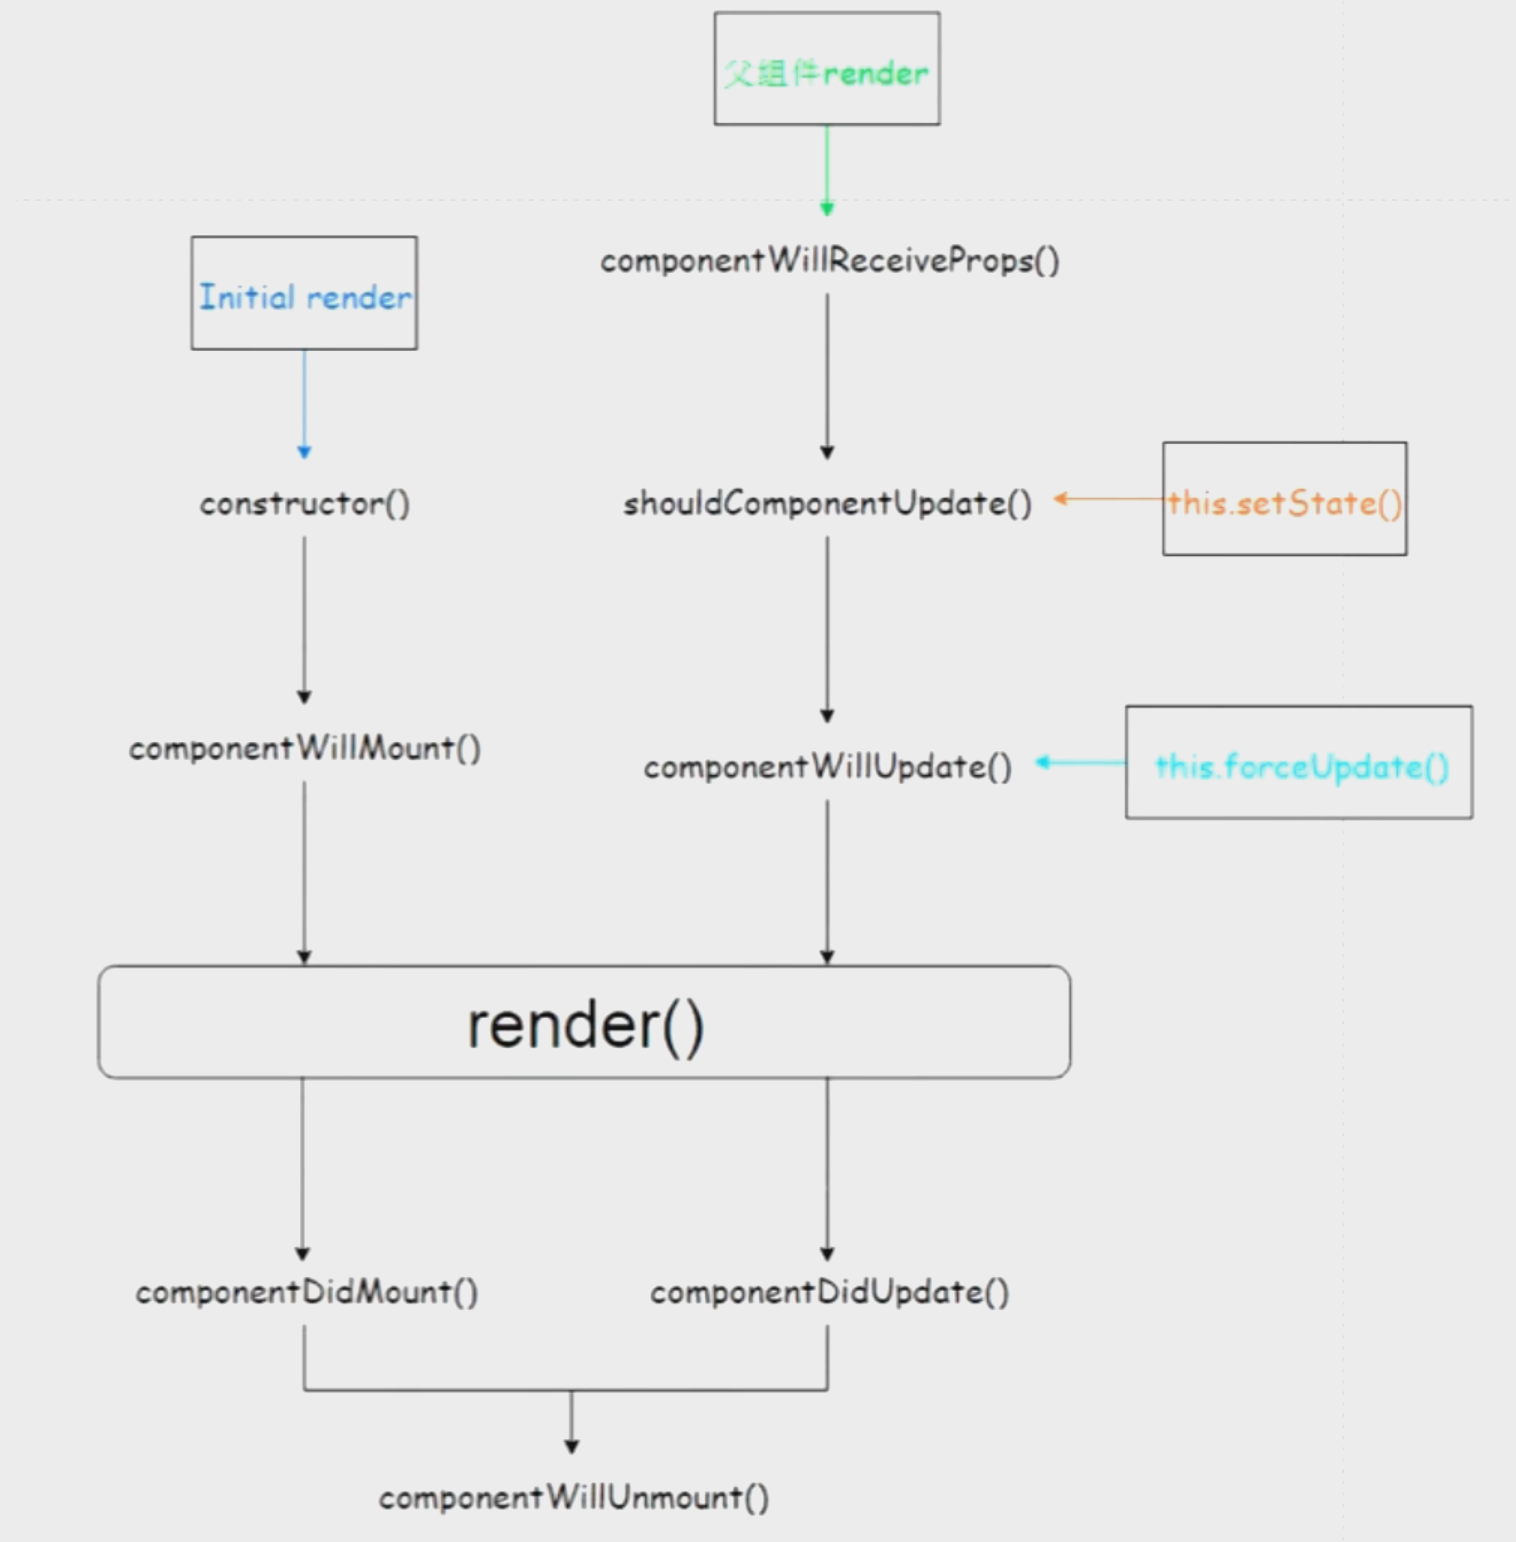 父组件render
componentWillReceiveProps()
Initial render
constructor()
shouldComponentUpdate()
this.setState()
componentWillMount()
componentWillUpdate()
this.forceUpdate()
render()
componentDidMount()
componentDidUpdate()
componentWillUnmount()